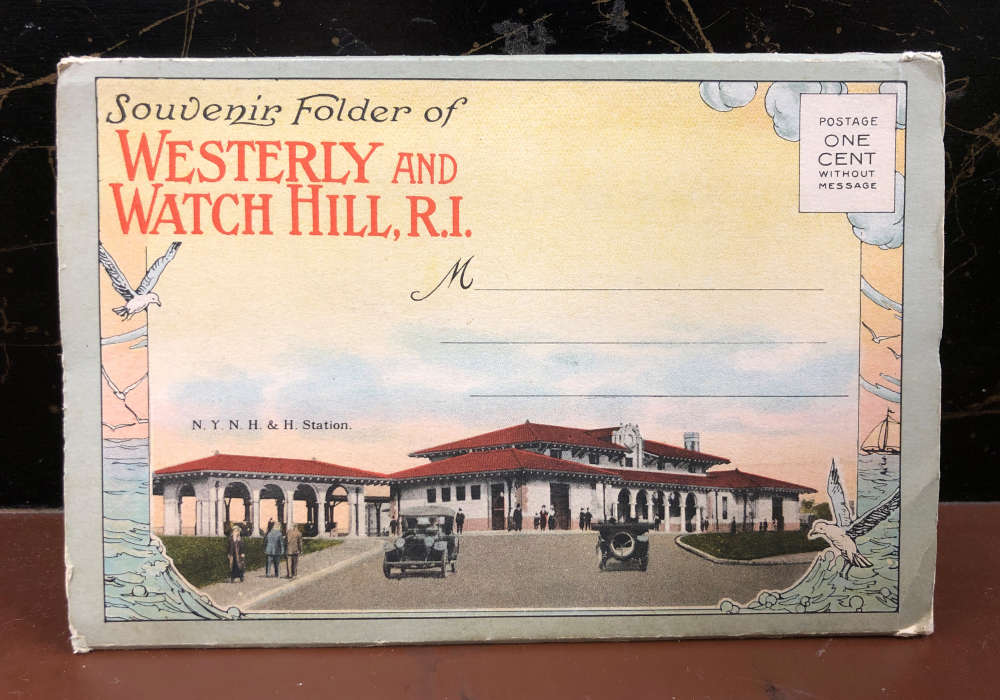 Souvenir Folder of
WESTERLY AND
WATCH HILL, R.I.
POSTAGE
ONE
CENT
WITHOUT
MESSAGE
M
N. Y. N. H. & H. Station.